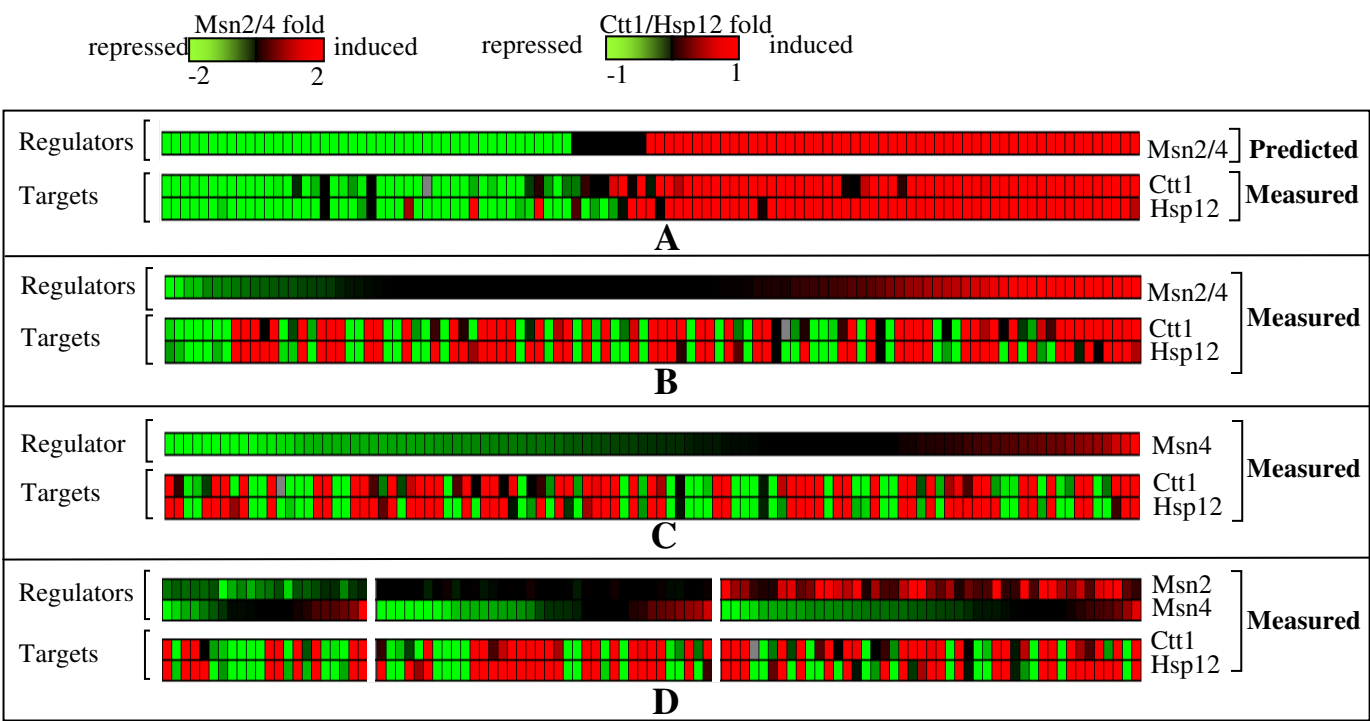 Msn2/4 fold
repressed induced
-2 2
Ctt1/Hsp12 fold
repressed induced
-1 1
Regulators Msn2/4 Predicted
Targets Ctt1 Measured
Hsp12
A
Regulators Msn2/4
Measured
Targets Ctt1
Hsp12
B
Regulator Msn4
Measured
Targets Ctt1
Hsp12
C
Regulators Msn2
Msn4
Measured
Targets Ctt1
Hsp12
D